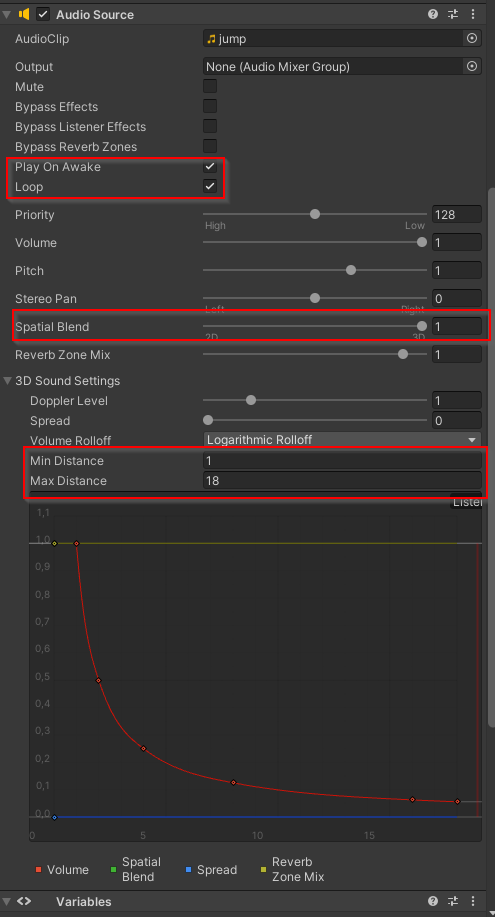 Audio Source
AudioClip jump
Output None (Audio Mixer Group)
Mute
Bypass Effects
Bypass Listener Effects
Bypass Reverb Zones
Play On Awake
Loop
Priority 128
High Low
Volume 1
Pitch 1
Stereo Pan 0
Left Right
Spatial Blend 1
2D 3D
Reverb Zone Mix 1
3D Sound Settings
Doppler Level 1
Spread 0
Volume Rolloff Logarithmic Rolloff
Min Distance 1
Max Distance 18
Listen
1,1
1,0
0,9
0,8
0,7
0,6
0,5
0,4
0,3
0,2
0,1
0,0
0 5 10 15
Volume Spatial Blend Spread Reverb Zone Mix
Variables